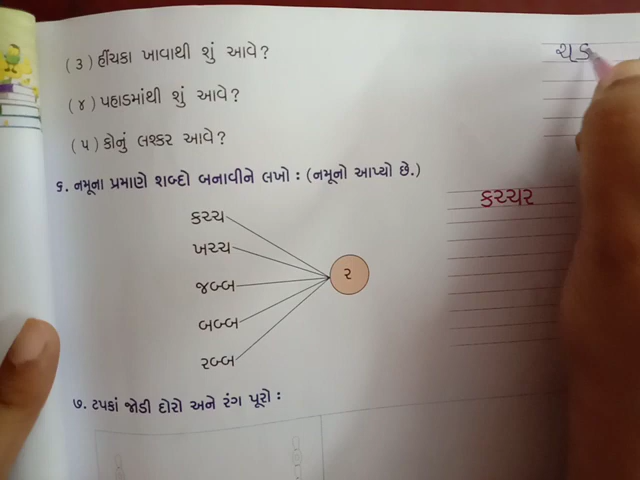 (૩) હીંચકા ખાવાથી શું આવે?
ચક
(૪) પહાડમાંથી શું આવે?
(૫) કોનું લશ્કર આવે?
૬. નમૂના પ્રમાણે શબ્દો બનાવીને લખો : (નમૂનો આપ્યો છે.)
કચ્ચ
કચ્ચર
ખચ્ચ
જબ્બ
ર
બબ્બ
રબ્બ
૭. ટપકાં જોડી દોરો અને રંગ પૂરો :